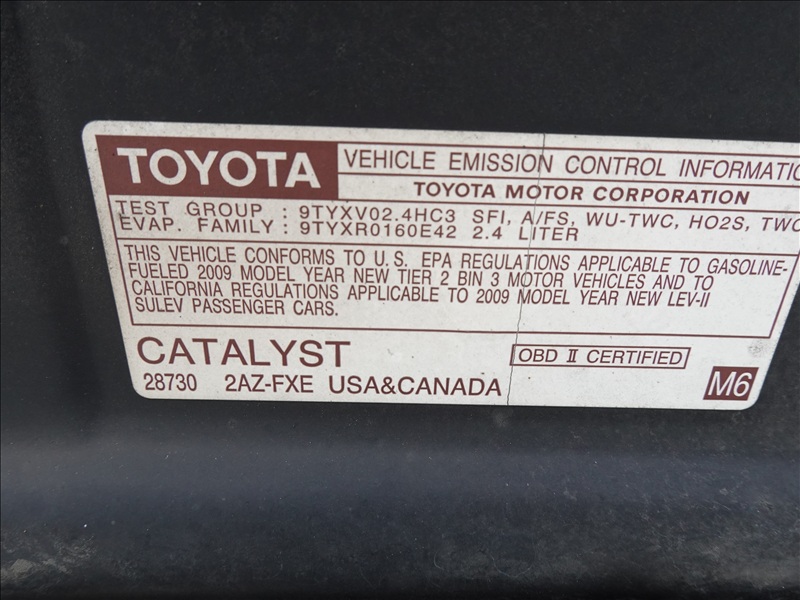 TOYOTA
VEHICLE EMISSION CONTROL
TOYOTA MOTOR CORPORATION
TEST GROUP : 9TYXV02.4HC3 SFI, A/FS, WU-TWC, HO2S, TWC
EVAP. FAMILY : 9TYXR0160E42 2.4 LITER
THIS VEHICLE CONFORMS TO U.S. EPA REGULATIONS APPLICABLE TO GASOLINE-
FUELED 2009 MODEL YEAR NEW TIER 2 BIN 3 MOTOR VEHICLES AND TO
CALIFORNIA REGULATIONS APPLICABLE TO 2009 MODEL YEAR NEW LEV-II
SULEV PASSENGER CARS.
CATALYST
OBD II CERTIFIED
28730 2AZ-FXE USA&CANADA
M6